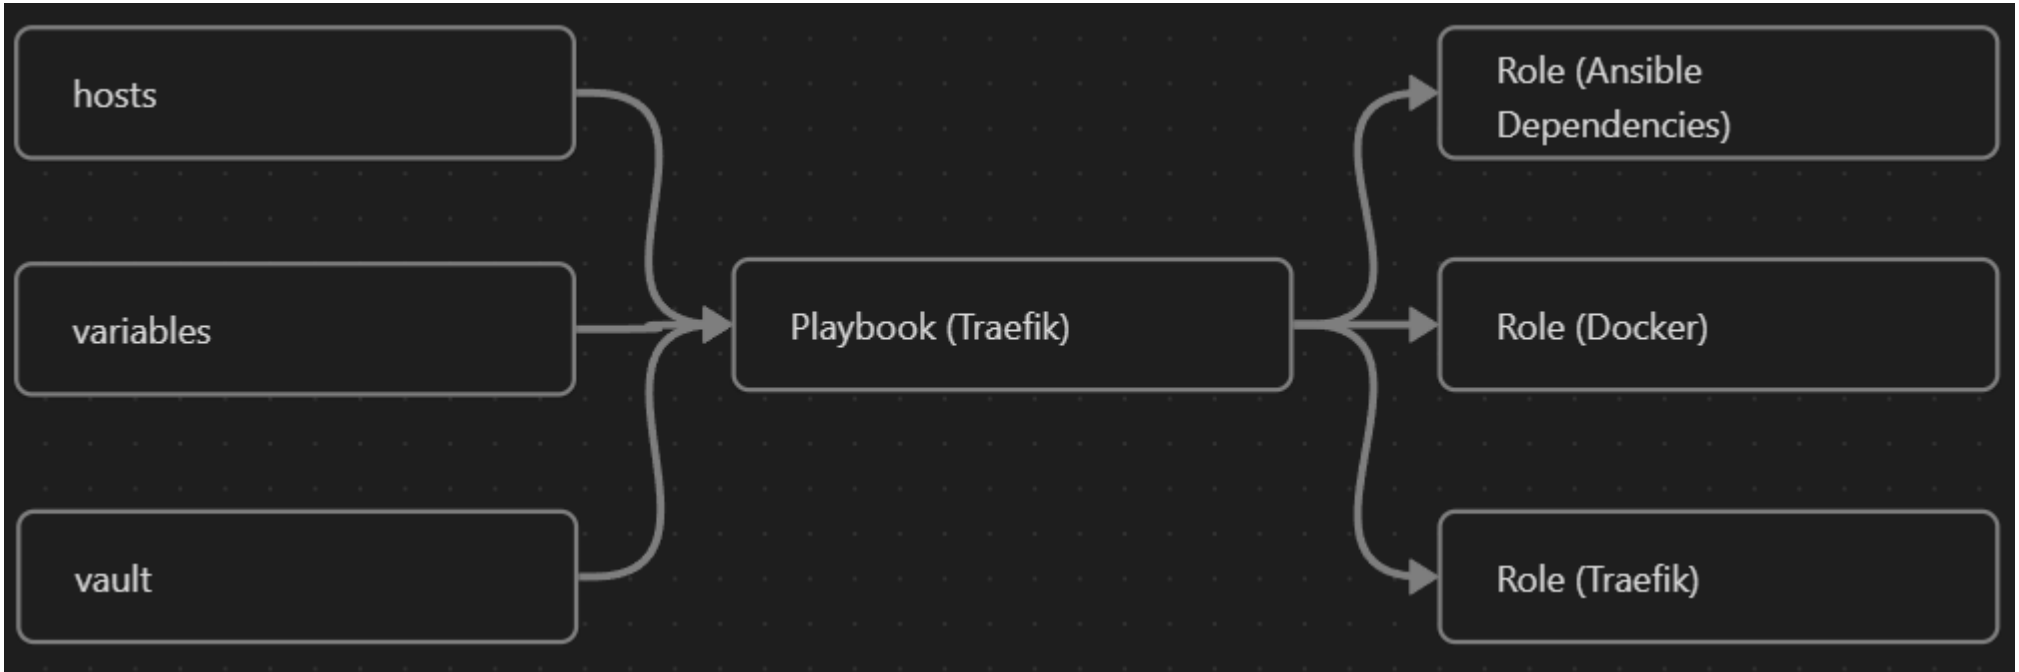 hosts
variables
vault
Playbook (Traefik)
Role (Ansible
Dependencies)
Role (Docker)
Role (Traefik)